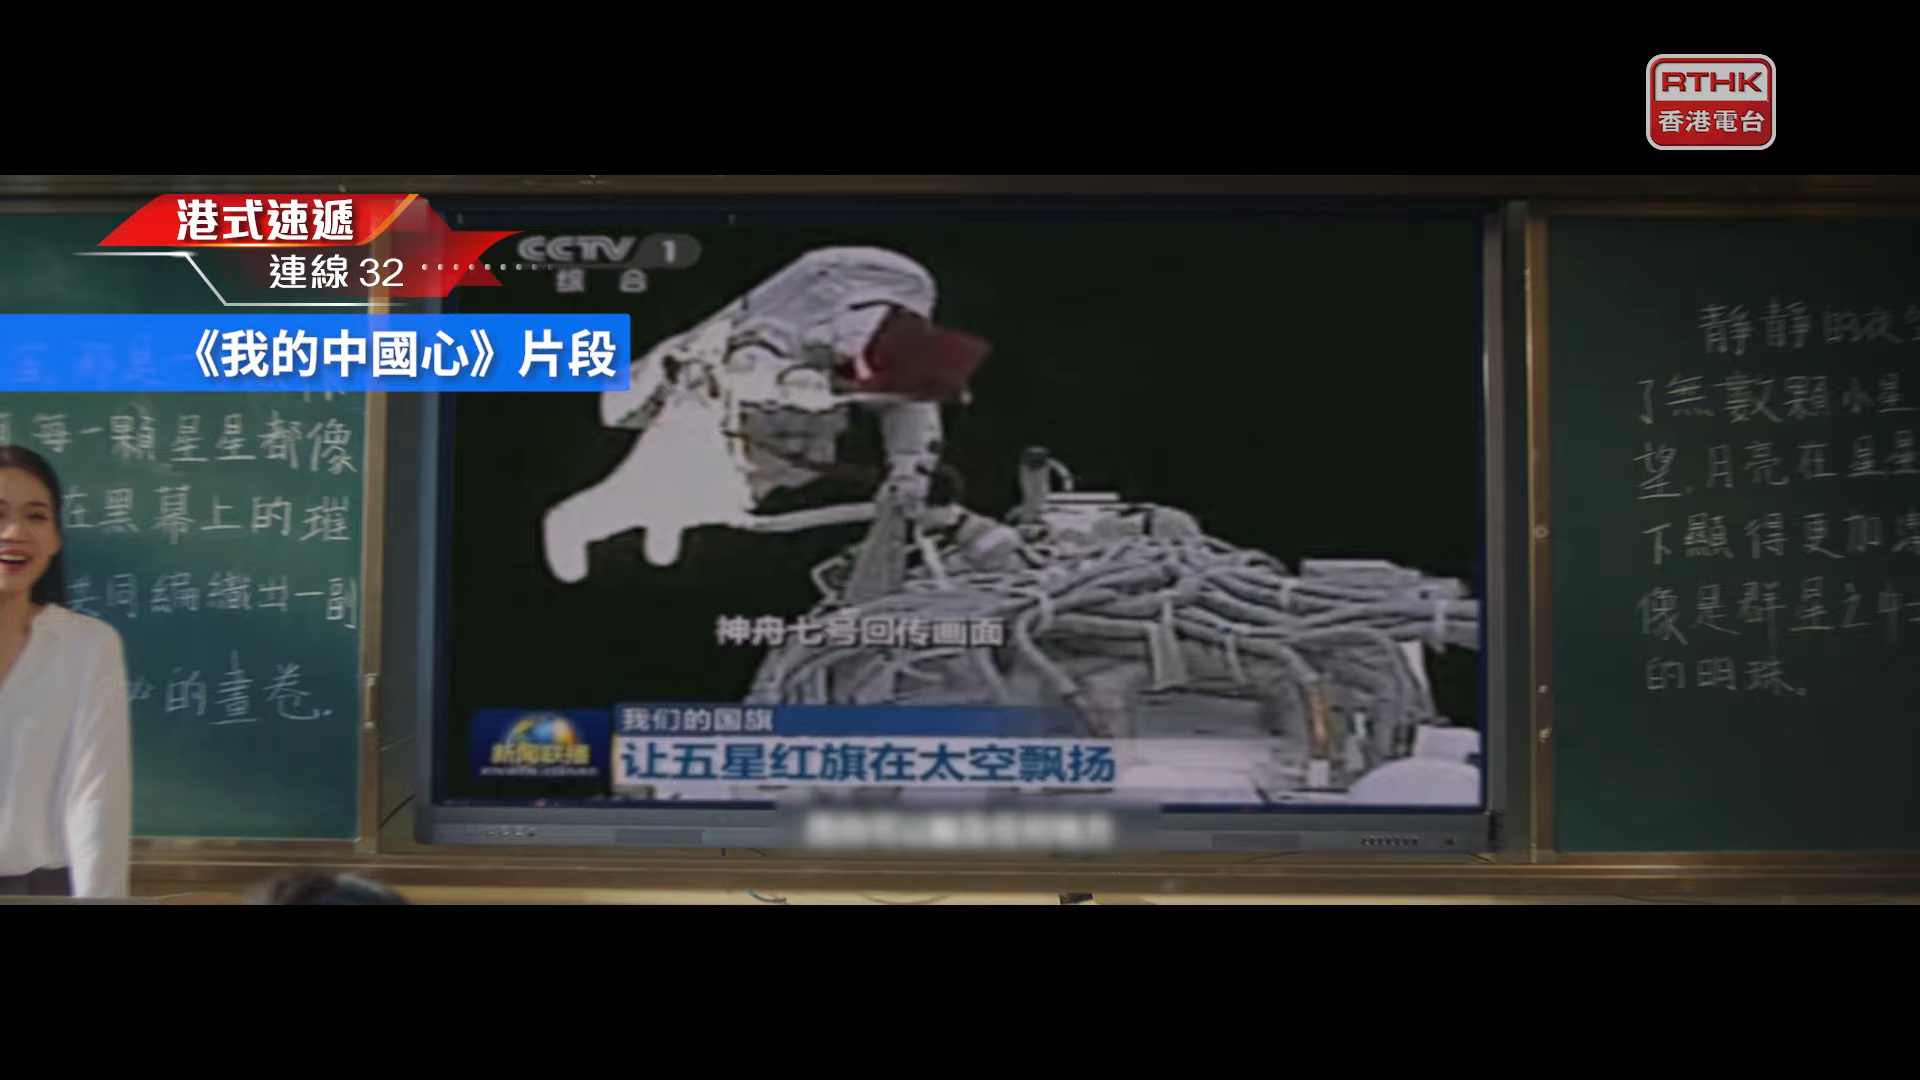 RTHK
香港電台
港式速遞
連線 32
《我的中國心》片段
CCTV 1
综 合
每一顆星星都像
在黑幕上的璀
共同編織出一副
的畫卷.
神舟七号回传画面
我们的国旗
新闻联播
让五星红旗在太空飘扬
靜靜的夜空
了無數顆小星
望.月亮在星星
下顯得更加
像是群星之中
的明珠。